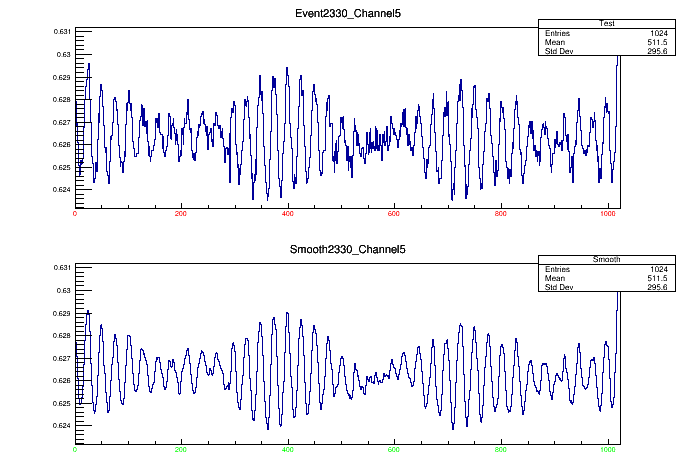 Event2330_Channel5
Test
Entries 1024
Mean 511.5
Std Dev 295.6
0.631
0.63
0.629
0.628
0.627
0.626
0.625
0.624
0 200 400 600 800 1000
Smooth2330_Channel5
Smooth
Entries 1024
Mean 511.5
Std Dev 295.6
0.631
0.63
0.629
0.628
0.627
0.626
0.625
0.624
0 200 400 600 800 1000